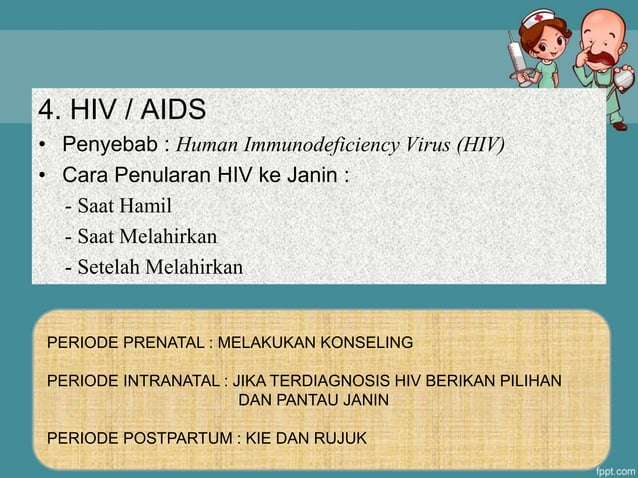 4. HIV / AIDS
• Penyebab : Human Immunodeficiency Virus (HIV)
• Cara Penularan HIV ke Janin :
- Saat Hamil
- Saat Melahirkan
- Setelah Melahirkan
PERIODE PRENATAL : MELAKUKAN KONSELING
PERIODE INTRANATAL : JIKA TERDIAGNOSIS HIV BERIKAN PILIHAN
DAN PANTAU JANIN
PERIODE POSTPARTUM : KIE DAN RUJUK
fppt.com